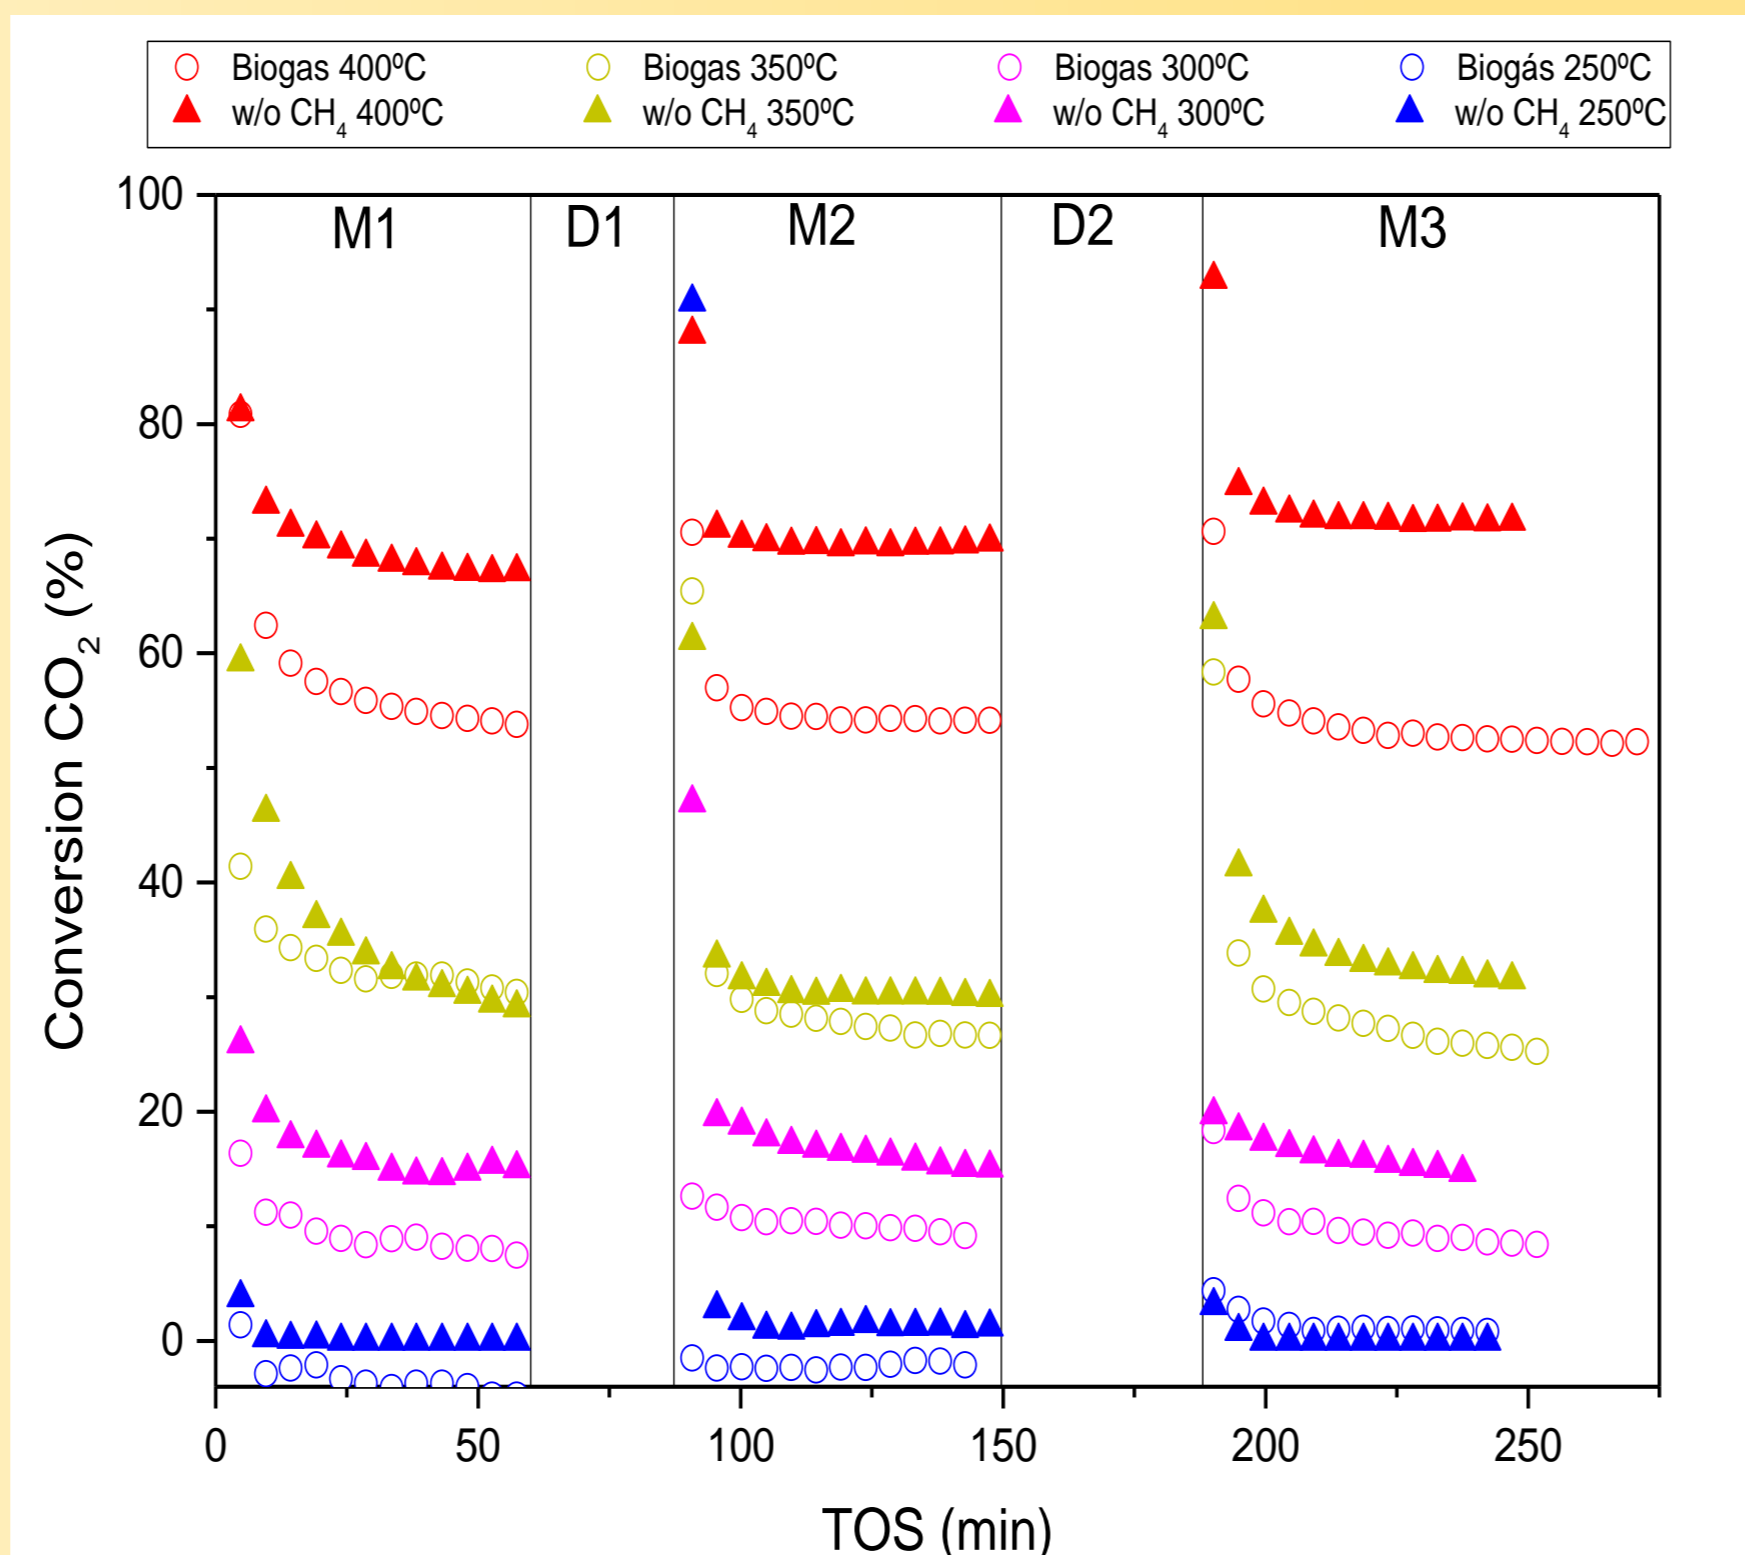 Biogas 400ºC Biogas 350ºC Biogas 300ºC Biogás 250ºC
w/o CH₄ 400ºC w/o CH₄ 350ºC w/o CH₄ 300ºC w/o CH₄ 250ºC
M1 D1 M2 D2 M3
100
80
60
40
20
0
Conversion CO₂ (%)
0 50 100 150 200 250
TOS (min)